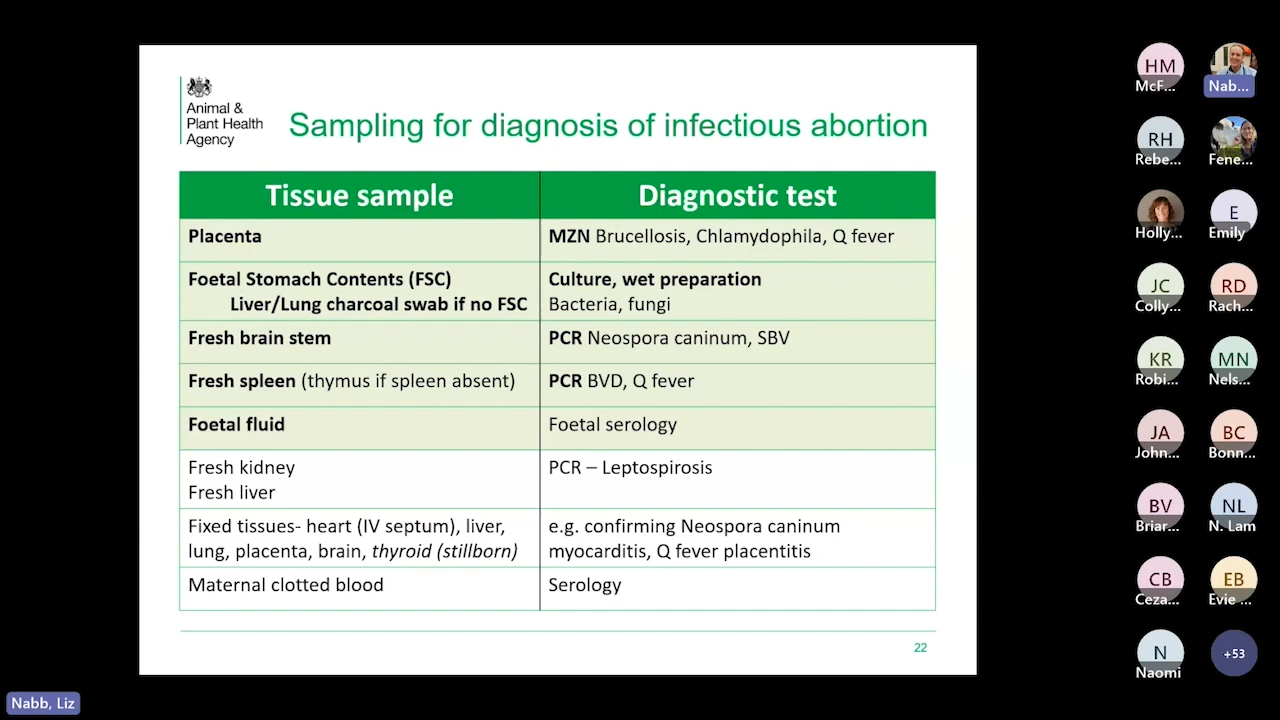 Animal &
Plant Health
Agency
Sampling for diagnosis of infectious abortion
Tissue sample
Diagnostic test
Placenta
MZN Brucellosis, Chlamydophila, Q fever
Foetal Stomach Contents (FSC)
Liver/Lung charcoal swab if no FSC
Culture, wet preparation
Bacteria, fungi
Fresh brain stem
PCR Neospora caninum, SBV
Fresh spleen (thymus if spleen absent)
PCR BVD, Q fever
Foetal fluid
Foetal serology
Fresh kidney
Fresh liver
PCR – Leptospirosis
Fixed tissues- heart (IV septum), liver,
lung, placenta, brain, thyroid (stillborn)
e.g. confirming Neospora caninum
myocarditis, Q fever placentitis
Maternal clotted blood
Serology
22
HM
McF...
Nab...
RH
Rebe...
Fene...
Holly...
E
Emily
JC
Colly...
RD
Rach...
KR
Robi...
MN
Nels...
JA
John...
BC
Bonn...
BV
Briar...
NL
N. Lam
CB
Ceza...
EB
Evie ...
N
Naomi
+53
Nabb, Liz